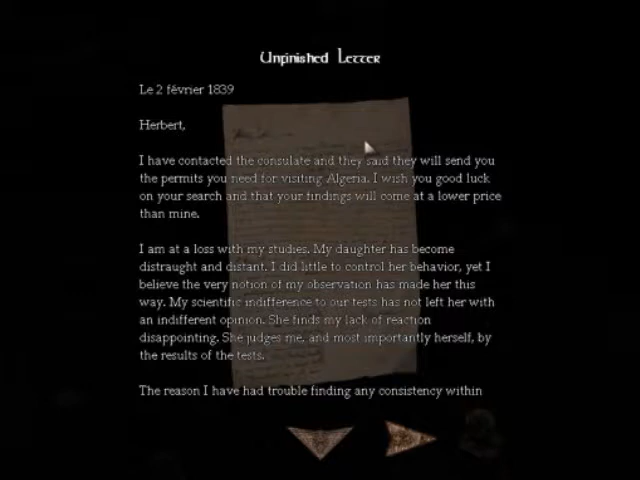 Unfinished Letter
Le 2 février 1839
Herbert,
I have contacted the consulate and they said they will send you
the permits you need for visiting Algeria. I wish you good luck
on your search and that your findings will come at a lower price
than mine.
I am at a loss with my studies. My daughter has become
distraught and distant. I did little to control her behavior, yet I
believe the very notion of my observation has made her this
way. My scientific indifference to our tests has not left her with
an indifferent opinion. She finds my lack of reaction
disappointing. She judges me, and most importantly herself, by
the results of the tests.
The reason I have had trouble finding any consistency within